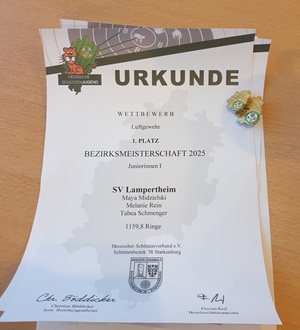 HESSISCHE
SCHÜTZENJUGEND
URKUNDE
WETTBEWERB
Luftgewehr
1. PLATZ
BEZIRKSMEISTERSCHAFT 2025
Juniorinnen I
SV Lampertheim
Maya Midzielski
Melanie Rein
Tabea Schmenger
1159,8 Ringe
Hessischer Schützenverband e.V.
Schützenbezirk 38 Starkenburg